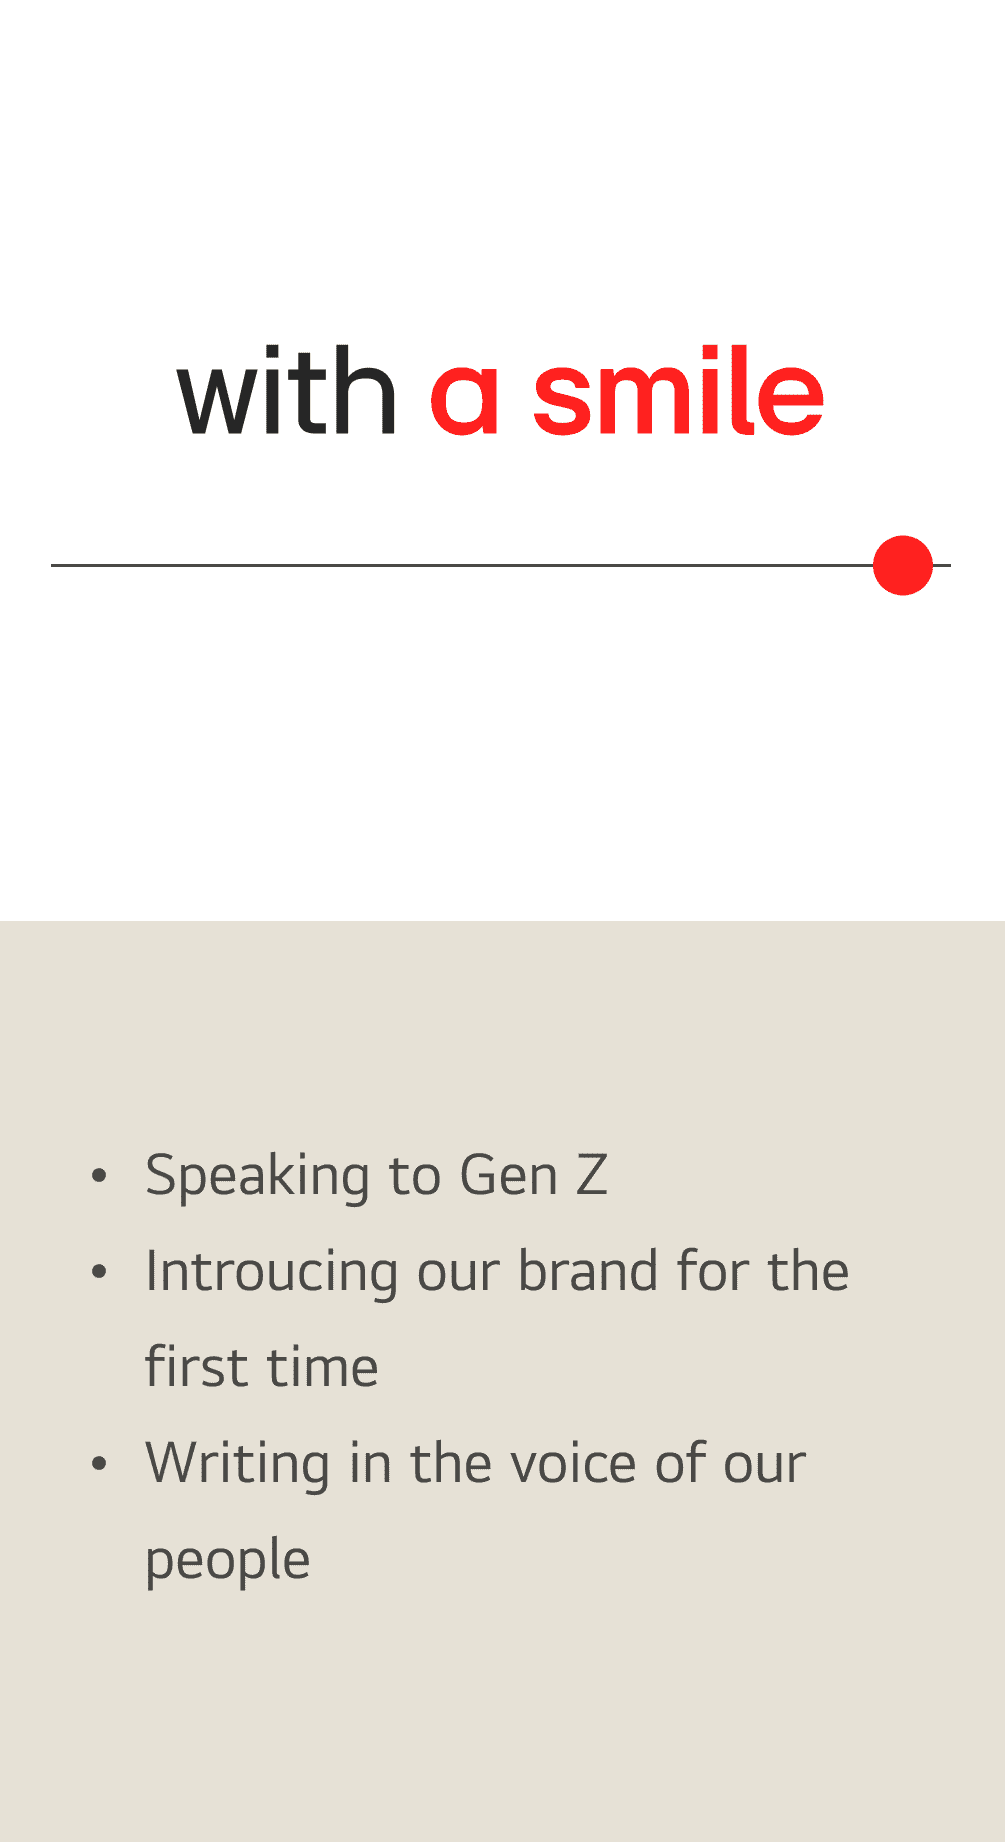 with a smile
• Speaking to Gen Z
• Introucing our brand for the
first time
• Writing in the voice of our
people